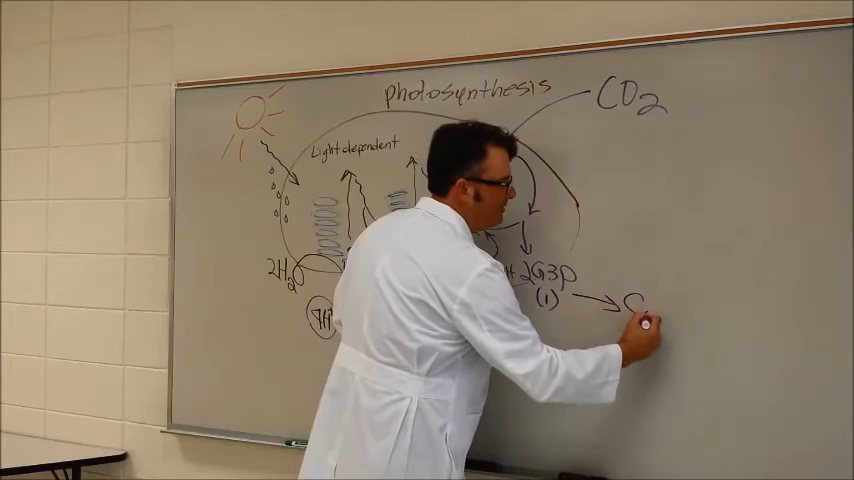 Photosynthesis
CO2
Light dependent
2H2O
2G3P
(1)
C